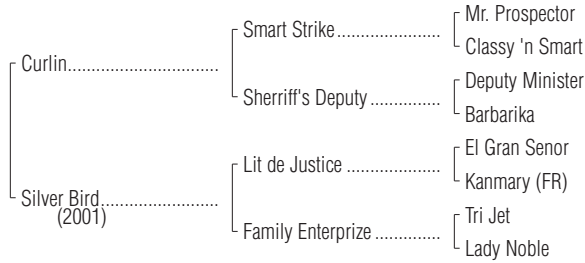 Mr. Prospector
Smart Strike
Classy 'n Smart
Curlin
Deputy Minister
Sherriff's Deputy
Barbarika
El Gran Senor
Lit de Justice
Kanmary (FR)
Silver Bird
(2001)
Tri Jet
Family Enterprize
Lady Noble